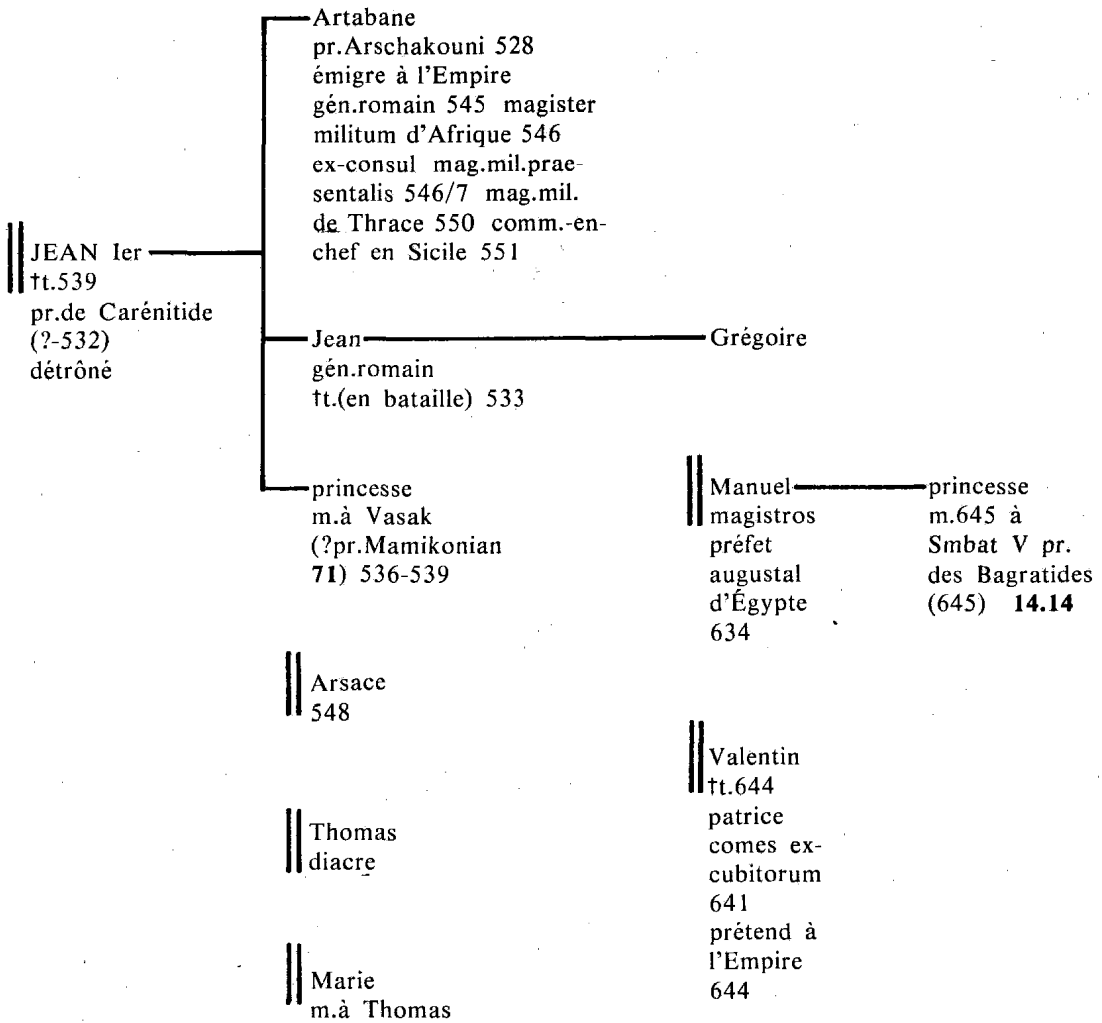 Artabane
pr.Arschakouni 528
émigre à l'Empire
gén.romain 545 magister
militum d'Afrique 546
ex-consul mag.mil.prae-
sentalis 546/7 mag.mil.
de Thrace 550 comm.-en-
chef en Sicile 551
JEAN Ier
†t.539
pr.de Carénitide
(?-532)
détrôné
Jean
gén.romain
†t.(en bataille) 533
Grégoire
princesse
m.à Vasak
(?pr.Mamikonian
71) 536-539
Manuel
magistros
préfet
augustal
d'Égypte
634
princesse
m.645 à
Smbat V pr.
des Bagratides
(645) 14.14
Arsace
548
Valentin
†t.644
patrice
comes ex-
cubitorum
641
prétend à
l'Empire
644
Thomas
diacre
Marie
m.à Thomas